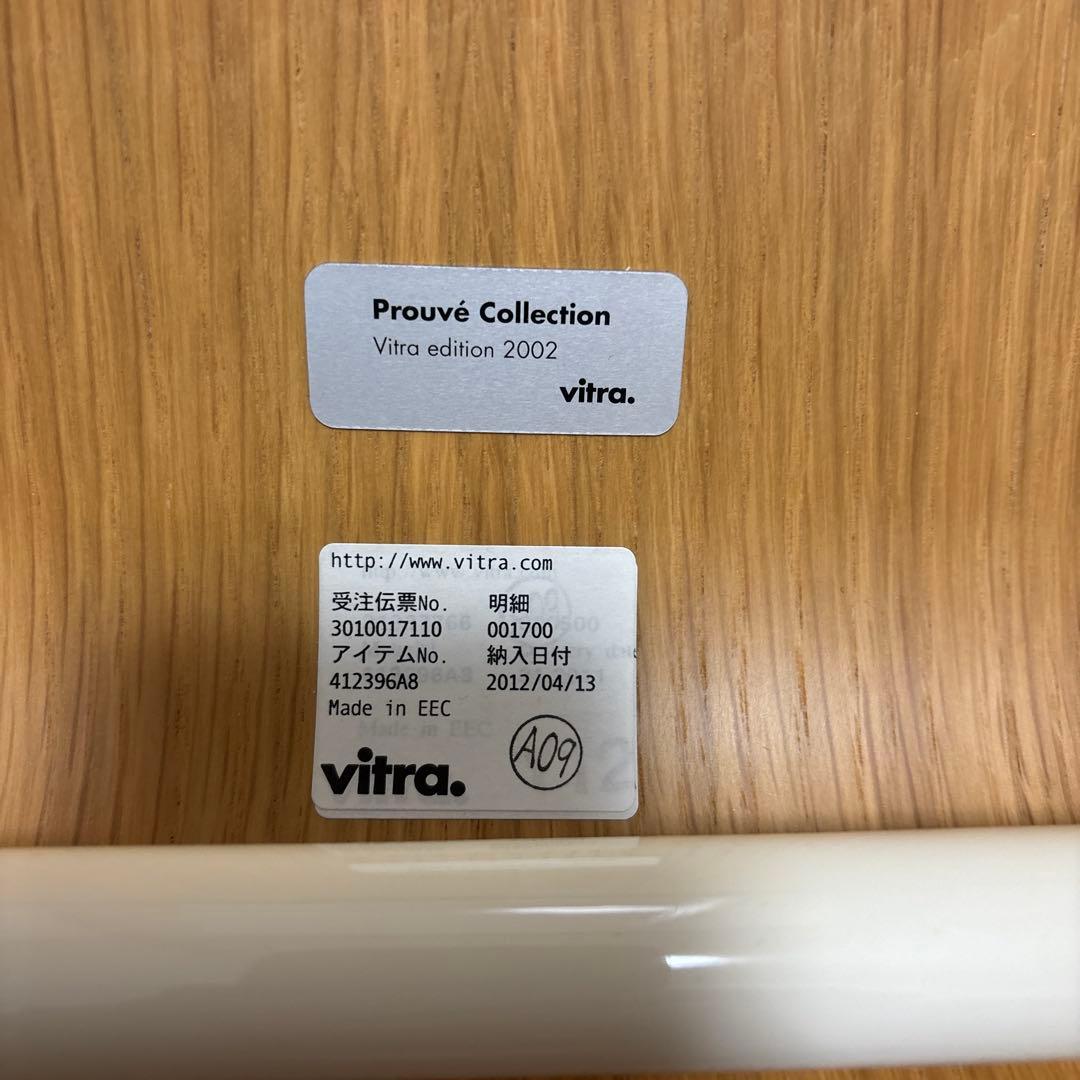 Prouvé Collection
Vitra edition 2002
vitra.
http://www.vitra.com
受注伝票No. 明細
3010017110 001700
アイテムNo. 納入日付
412396A8 2012/04/13
Made in EEC
A09
vitra.